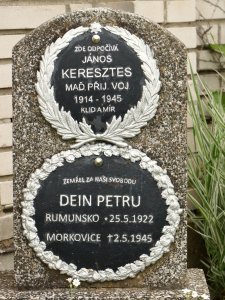 ZDE ODPOČÍVÁ
JÁNOS
KERESZTES
MAĎ. PŘIJ. VOJ
1914 - 1945
KLID A MÍR
ZEMŘEL ZA NAŠI SVOBODU
DEIN PETRU
RUMUNSKO *25.5.1922
MORKOVICE †2.5.1945